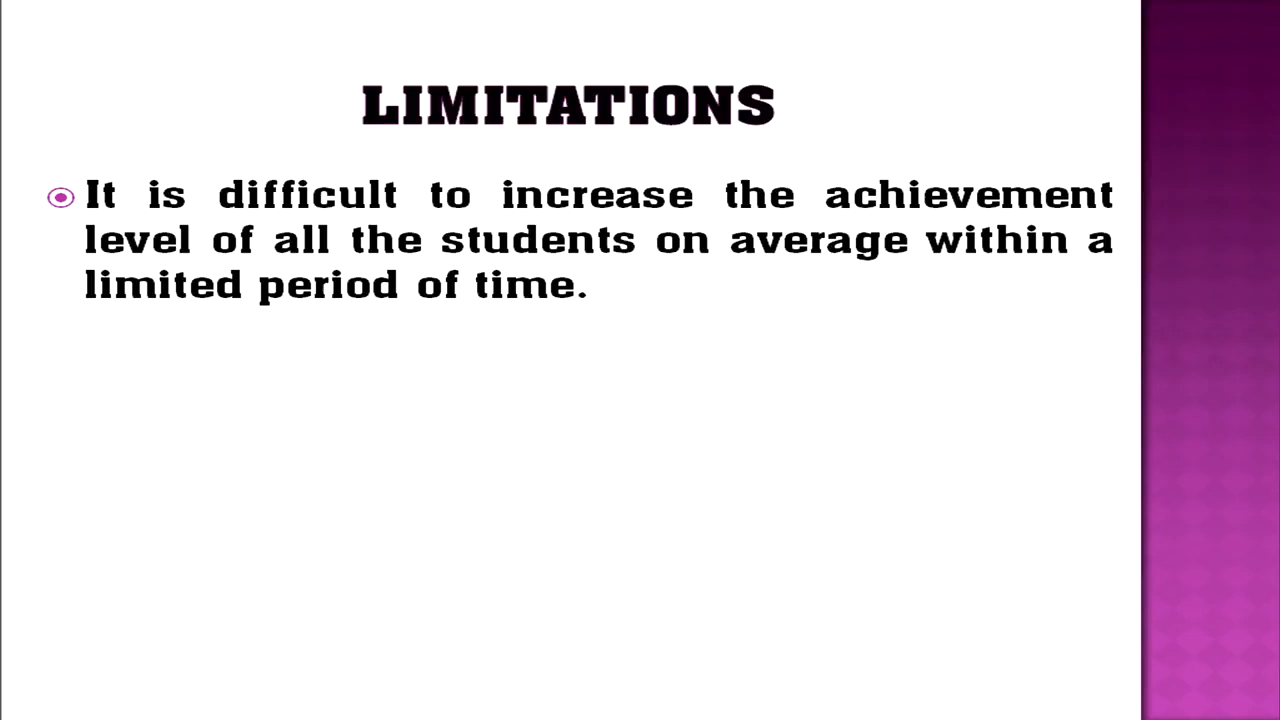 LIMITATIONS
It is difficult to increase the achievement
level of all the students on average within a
limited period of time.